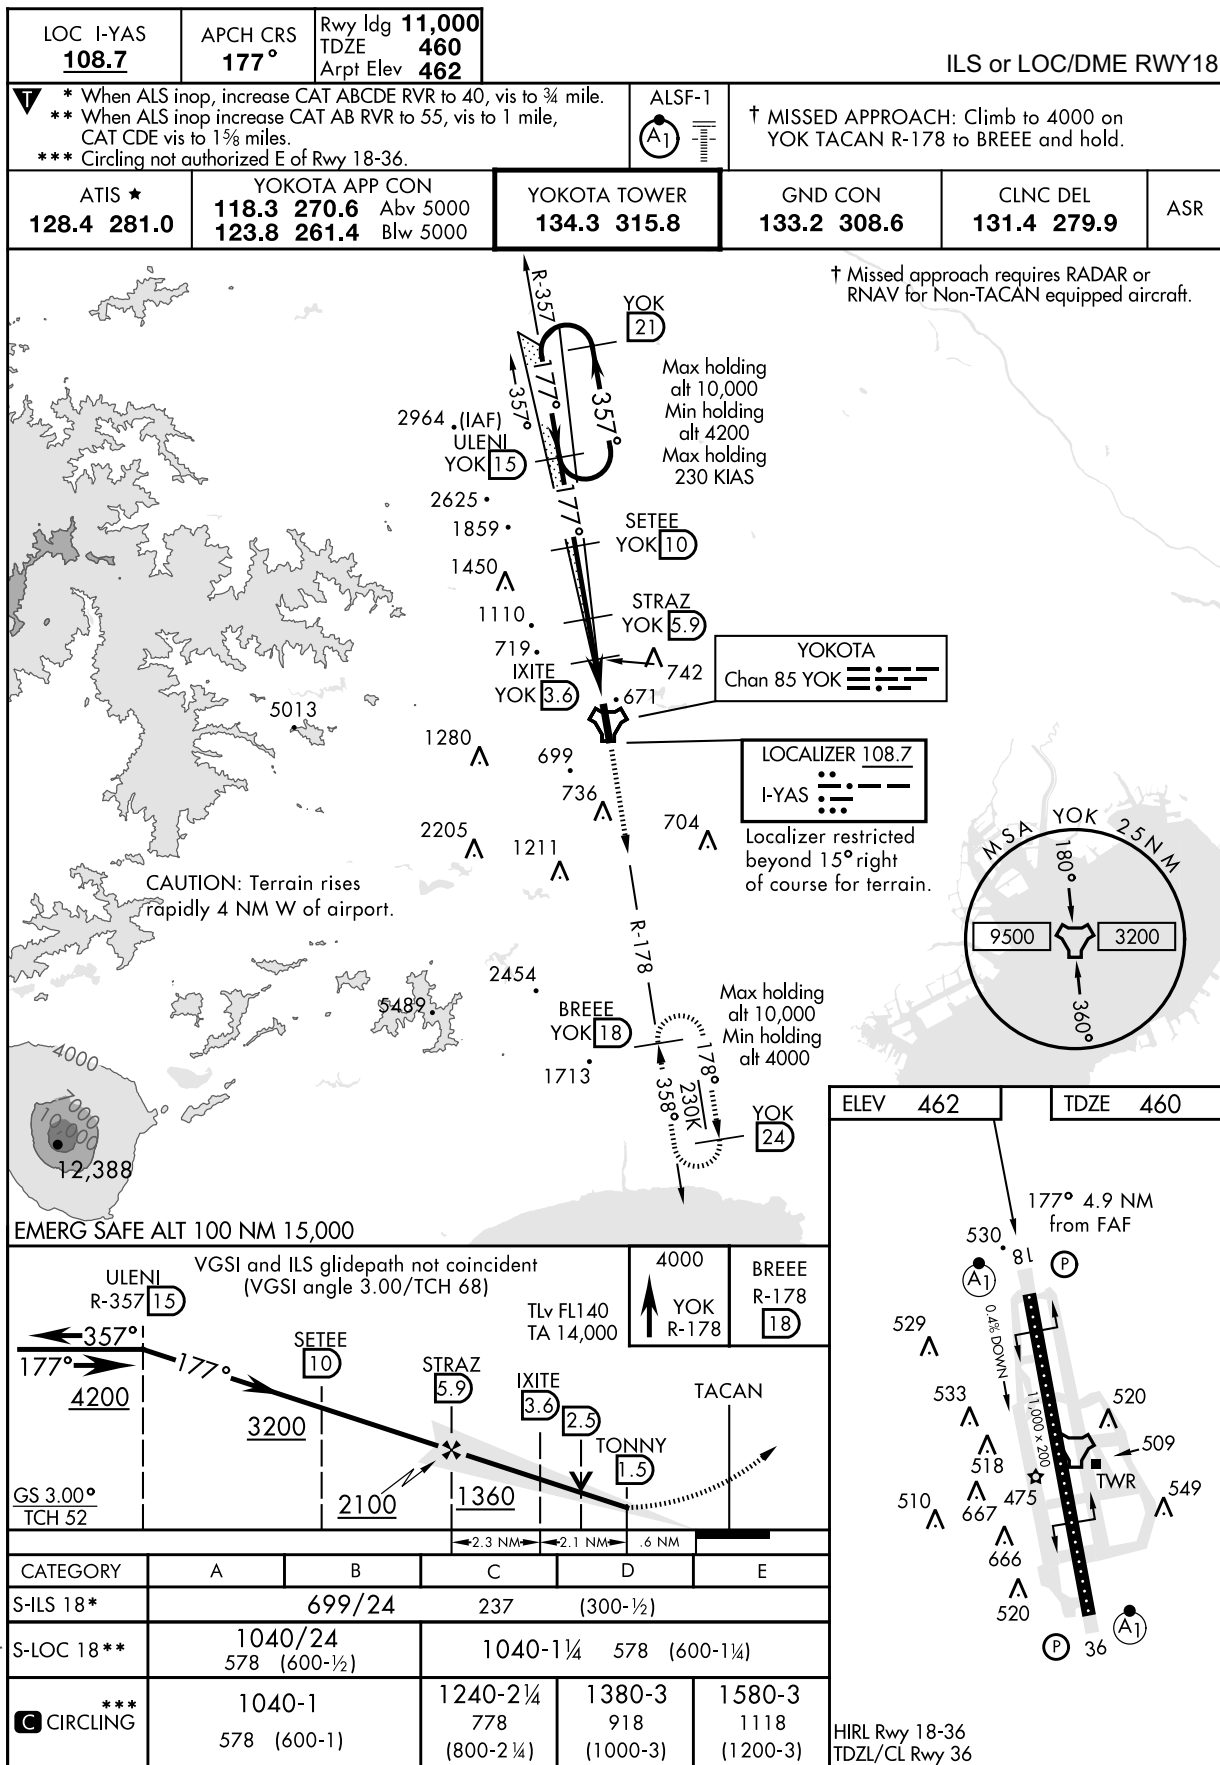 LOC I-YAS
108.7
APCH CRS
177°
Rwy ldg 11,000
TDZE 460
Arpt Elev 462
ILS or LOC/DME RWY18
T
* When ALS inop, increase CAT ABCDE RVR to 40, vis to ¾ mile.
** When ALS inop increase CAT AB RVR to 55, vis to 1 mile,
CAT CDE vis to 1⅝ miles.
*** Circling not authorized E of Rwy 18-36.
ALSF-1
A1
† MISSED APPROACH: Climb to 4000 on
YOK TACAN R-178 to BREEE and hold.
ATIS ★
128.4 281.0
YOKOTA APP CON
118.3 270.6 Abv 5000
123.8 261.4 Blw 5000
YOKOTA TOWER
134.3 315.8
GND CON
133.2 308.6
CLNC DEL
131.4 279.9
ASR
† Missed approach requires RADAR or
RNAV for Non-TACAN equipped aircraft.
R-357
YOK
21
177°
357°
357°
Max holding
alt 10,000
Min holding
alt 4200
Max holding
230 KIAS
2964
(IAF)
ULENI
YOK 15
177°
2625
1859
SETEE
YOK 10
1450
1110
STRAZ
YOK 5.9
719
742
IXITE
YOK 3.6
671
YOKOTA
Chan 85 YOK
5013
1280
699
736
LOCALIZER 108.7
I-YAS
Localizer restricted
beyond 15° right
of course for terrain.
704
2205
1211
CAUTION: Terrain rises
rapidly 4 NM W of airport.
MSA YOK 25NM
180°
9500
3200
360°
R-178
2454
5489
BREEE
YOK 18
1713
Max holding
alt 10,000
Min holding
alt 4000
178°
230K
358°
YOK
24
4000
7000
10000
12,388
EMERG SAFE ALT 100 NM 15,000
ELEV 462
TDZE 460
177° 4.9 NM
from FAF
530
18
P
A1
0.4% DOWN
529
533
11,000 x 200
520
509
518
TWR
475
510
667
549
666
520
A1
P
36
HIRL Rwy 18-36
TDZL/CL Rwy 36
VGSI and ILS glidepath not coincident
(VGSI angle 3.00/TCH 68)
ULENI
R-357 15
357°
177°
177°
4200
SETEE
10
3200
STRAZ
5.9
2100
IXITE
3.6
1360
2.5
TONNY
1.5
TACAN
TLv FL140
TA 14,000
4000
YOK
R-178
BREEE
R-178
18
GS 3.00°
TCH 52
2.3 NM
2.1 NM
.6 NM
CATEGORY A B C D E
S-ILS 18* 699/24 237 (300-½)
S-LOC 18** 1040/24
578 (600-½)
1040-1¼ 578 (600-1¼)
C CIRCLING ***
1040-1
578 (600-1)
1240-2¼
778
(800-2¼)
1380-3
918
(1000-3)
1580-3
1118
(1200-3)